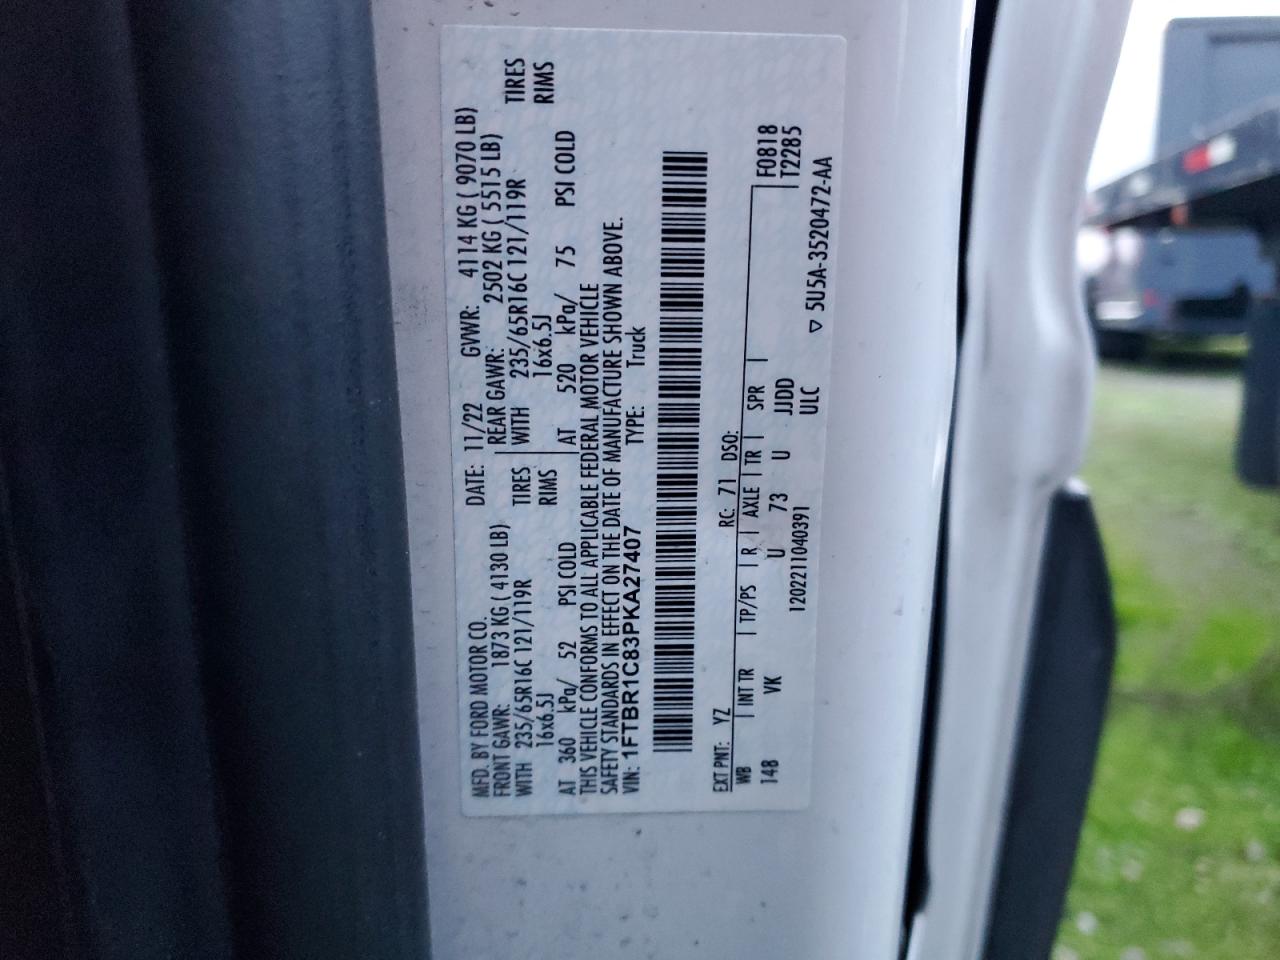 MFD. BY FORD MOTOR CO. DATE: 11/22 GVWR: 4114 KG ( 9070 LB)
FRONT GAWR: 1873 KG ( 4130 LB) REAR GAWR: 2502 KG ( 5515 LB)
WITH 235/65R16C 121/119R TIRES WITH 235/65R16C 121/119R TIRES
16x6.5J RIMS 16x6.5J RIMS
AT 360 kPa/ 52 PSI COLD AT 520 kPa/ 75 PSI COLD
THIS VEHICLE CONFORMS TO ALL APPLICABLE FEDERAL MOTOR VEHICLE
SAFETY STANDARDS IN EFFECT ON THE DATE OF MANUFACTURE SHOWN ABOVE.
VIN: 1FTBR1C83PKA27407 TYPE: Truck
EXT PNT: YZ RC: 71 DSO:
WB INT TR TP/PS R AXLE TR SPR F0818
148 VK U 73 U JJDD T2285
120221104039​1 ULC
▽ 5U5A-3520472-AA